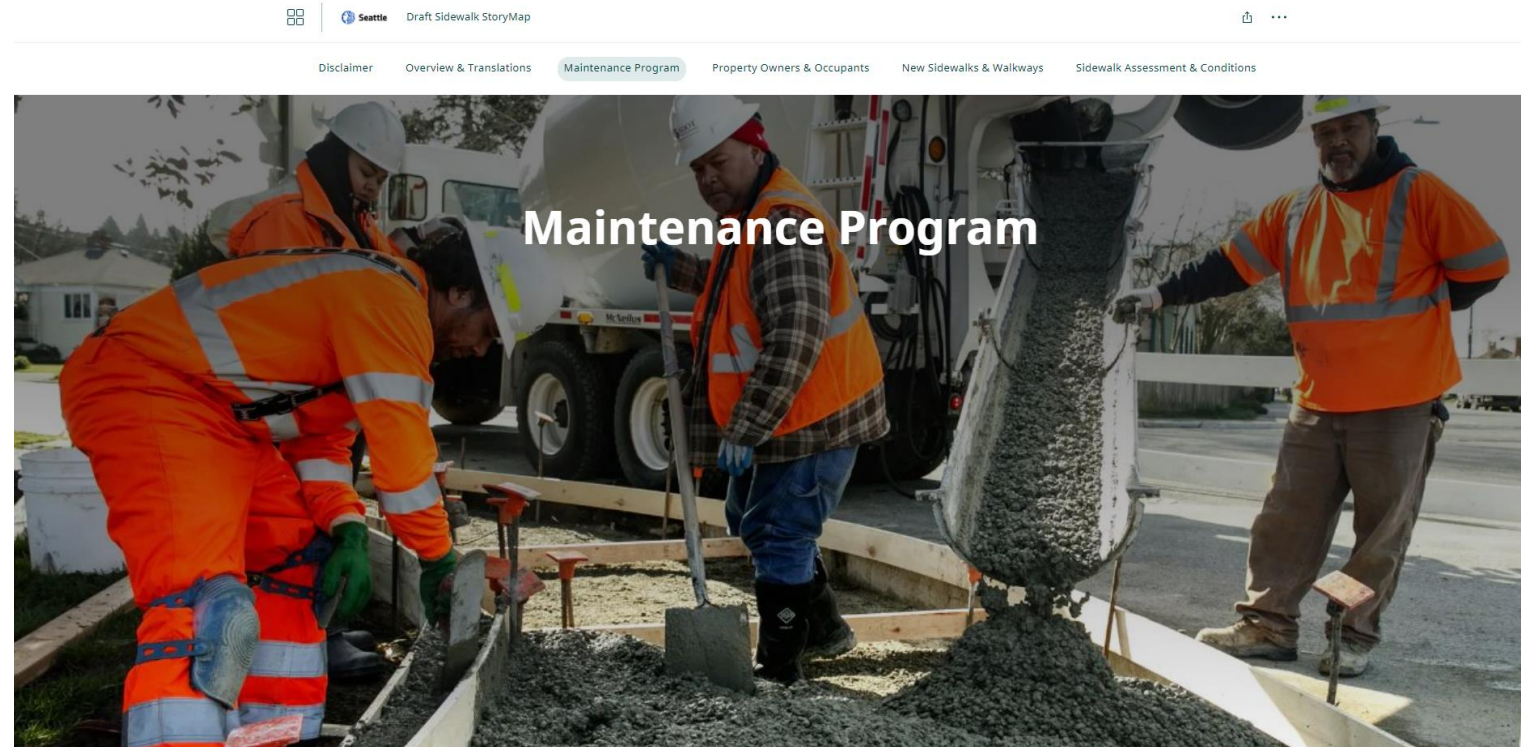 Seattle
Draft Sidewalk StoryMap
Disclaimer
Overview & Translations
Maintenance Program
Property Owners & Occupants
New Sidewalks & Walkways
Sidewalk Assessment & Conditions
Maintenance Program
McNeilus